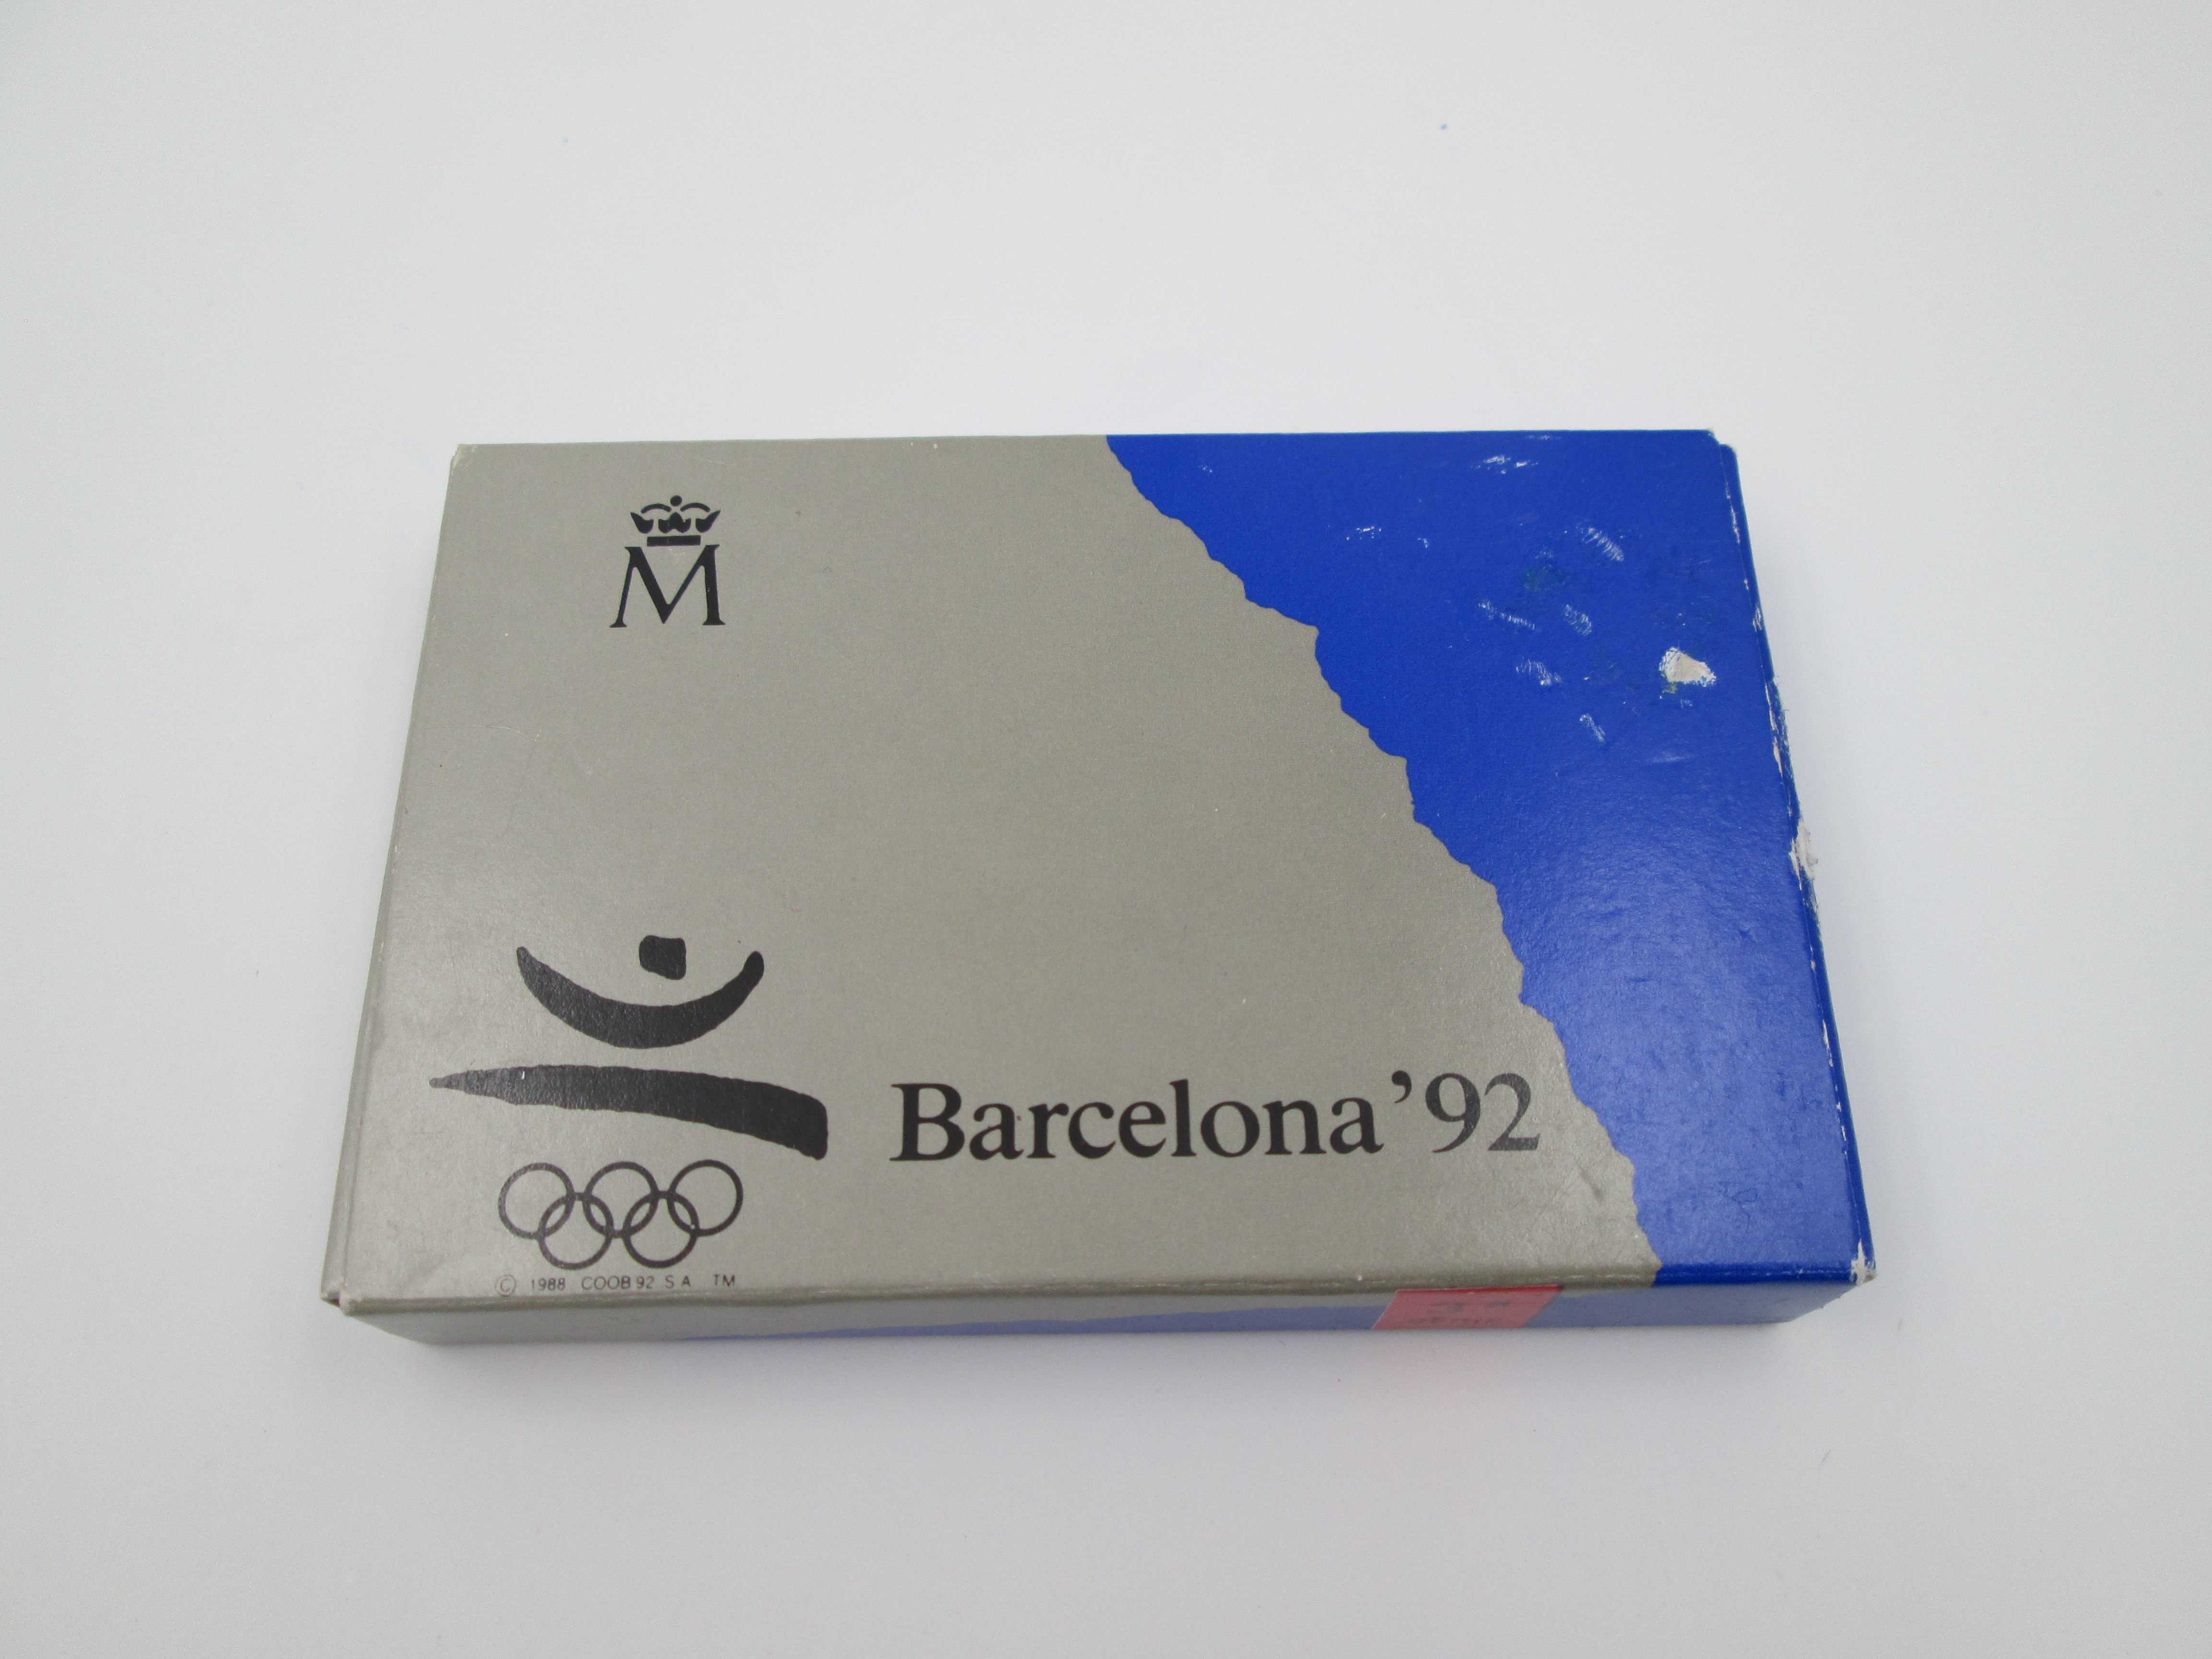 M
Barcelona '92
© 1988 COOB 92 S A TM